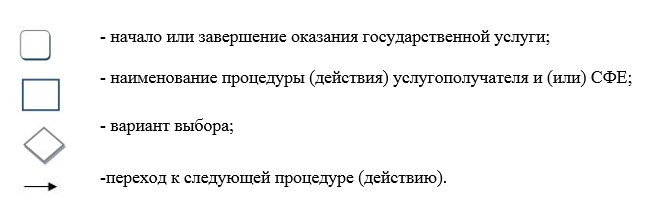 - начало или завершение оказания государственной услуги;
- наименование процедуры (действия) услугополучателя и (или) СФЕ;
- вариант выбора;
-переход к следующей процедуре (действию).